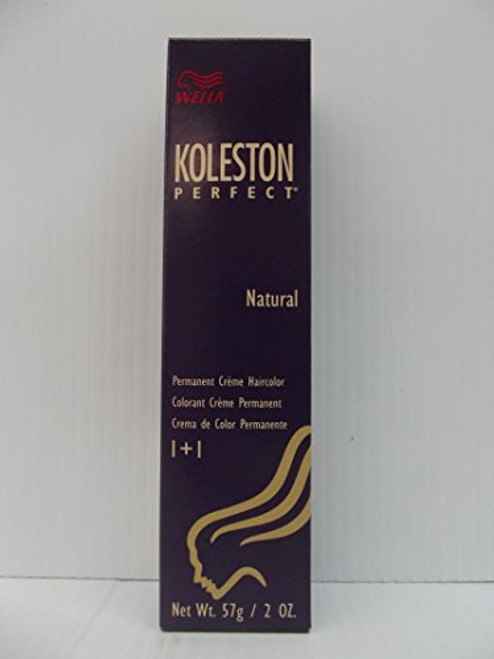 WELLA
KOLESTON
PERFECT
Natural
Permanent Crème Haircolor
Colorant Crème Permanent
Crema de Color Permanente
1+1
Net Wt. 57g / 2 OZ.